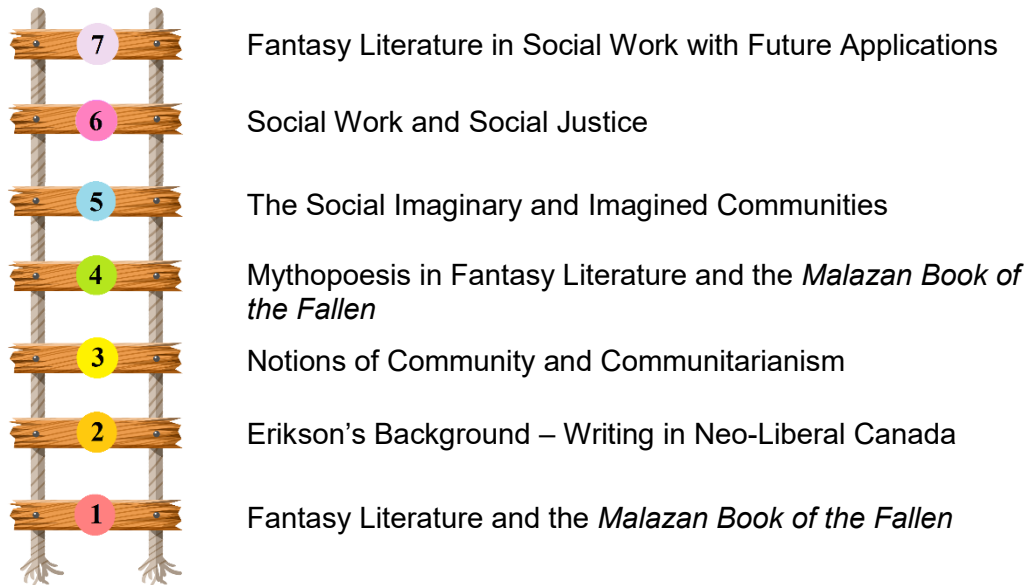 7 Fantasy Literature in Social Work with Future Applications
6 Social Work and Social Justice
5 The Social Imaginary and Imagined Communities
4 Mythopoesis in Fantasy Literature and the Malazan Book of
the Fallen
3 Notions of Community and Communitarianism
2 Erikson’s Background – Writing in Neo-Liberal Canada
1 Fantasy Literature and the Malazan Book of the Fallen